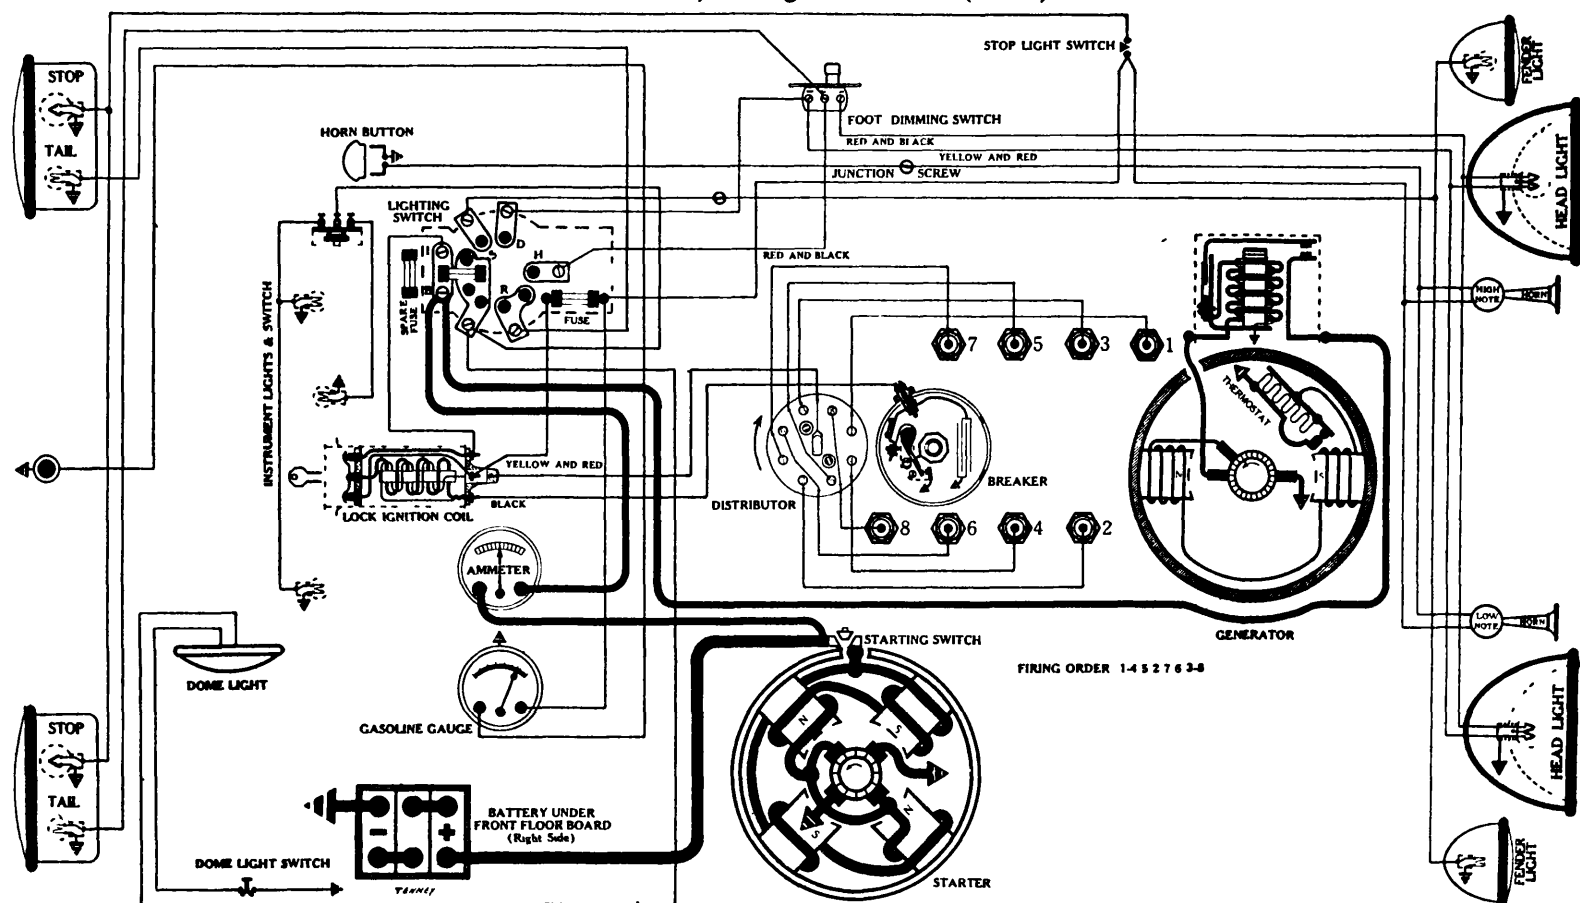 STOP LIGHT SWITCH
FENDER
LIGHT
STOP
FOOT DIMMING SWITCH
HORN BUTTON
RED AND BLACK
TAIL
YELLOW AND RED
JUNCTION SCREW
HEAD LIGHT
LIGHTING
SWITCH
S
D
H
RED AND BLACK
B
R
SPARE
FUSE
FUSE
HIGH
NOTE
HORN
INSTRUMENT LIGHTS & SWITCH
7
5
3
1
THERMOSTAT
YELLOW AND RED
BLACK
LOCK IGNITION COIL
DISTRIBUTOR
BREAKER
8
6
4
2
AMMETER
GENERATOR
LOW
NOTE
HORN
STARTING SWITCH
FIRING ORDER 1-4 5 2 7 6 3-8
DOME LIGHT
GASOLINE GAUGE
STOP
TAIL
N
S
S
N
HEAD LIGHT
-
+
BATTERY UNDER
FRONT FLOOR BOARD
(Right Side)
DOME LIGHT SWITCH
TENNEY
STARTER
FENDER
LIGHT